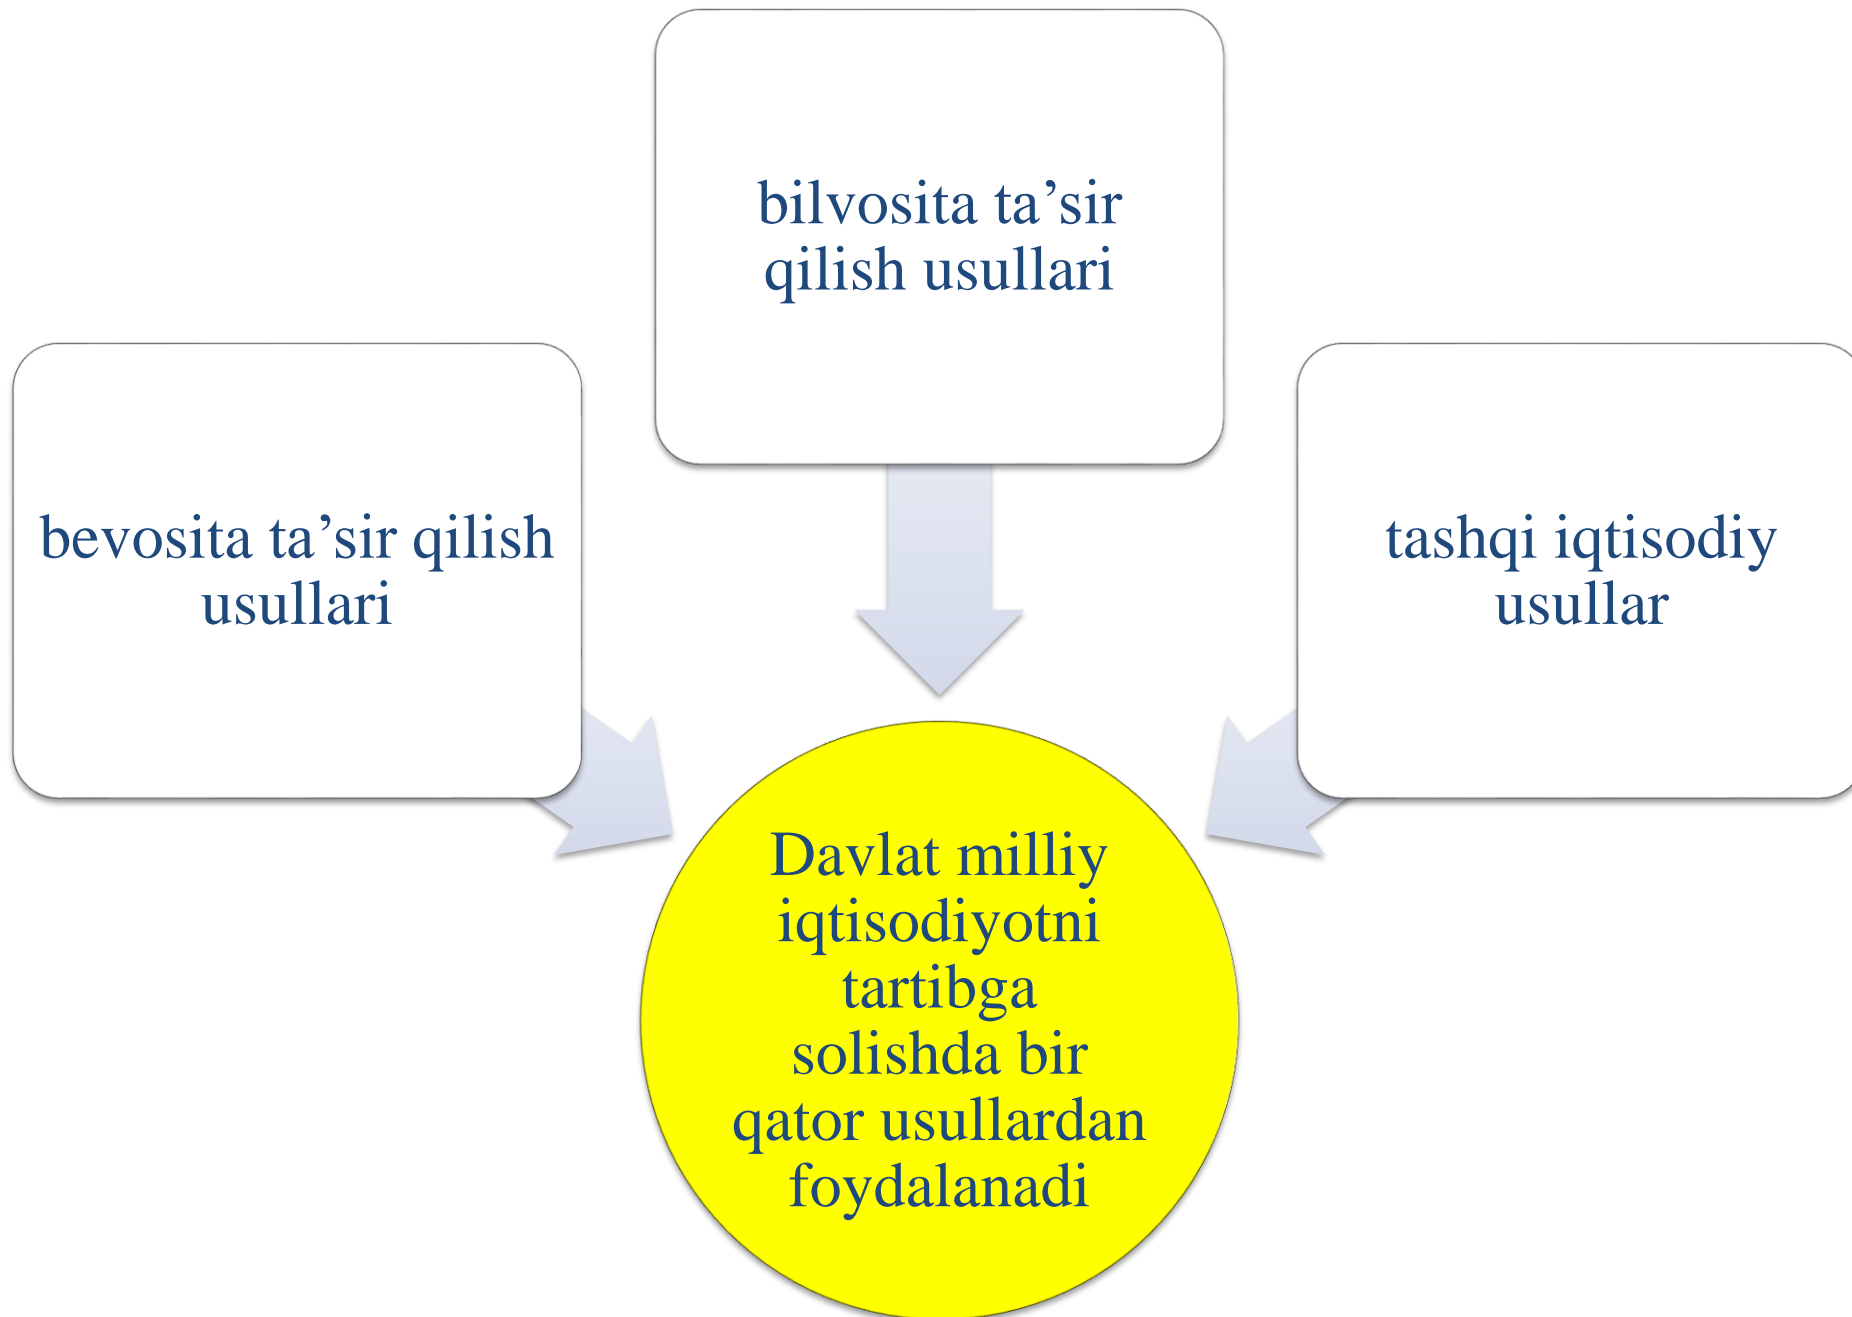 bilvosita ta’sir
qilish usullari
bevosita ta’sir qilish
usullari
tashqi iqtisodiy
usullar
Davlat milliy
iqtisodiyotni
tartibga
solishda bir
qator usullardan
foydalanadi